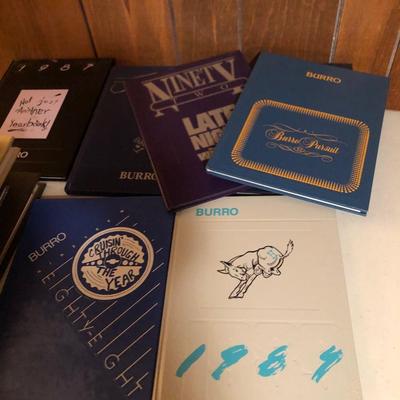 1987
Not just
Another
Yearbook!
BURRO
NINETY
TWO
LATE
NIGHT
BURRO
Burro Pursuit
BURRO
CRUISIN' THROUGH
THE
YEAR
EIGHTY-EIGHT
BURRO
1984